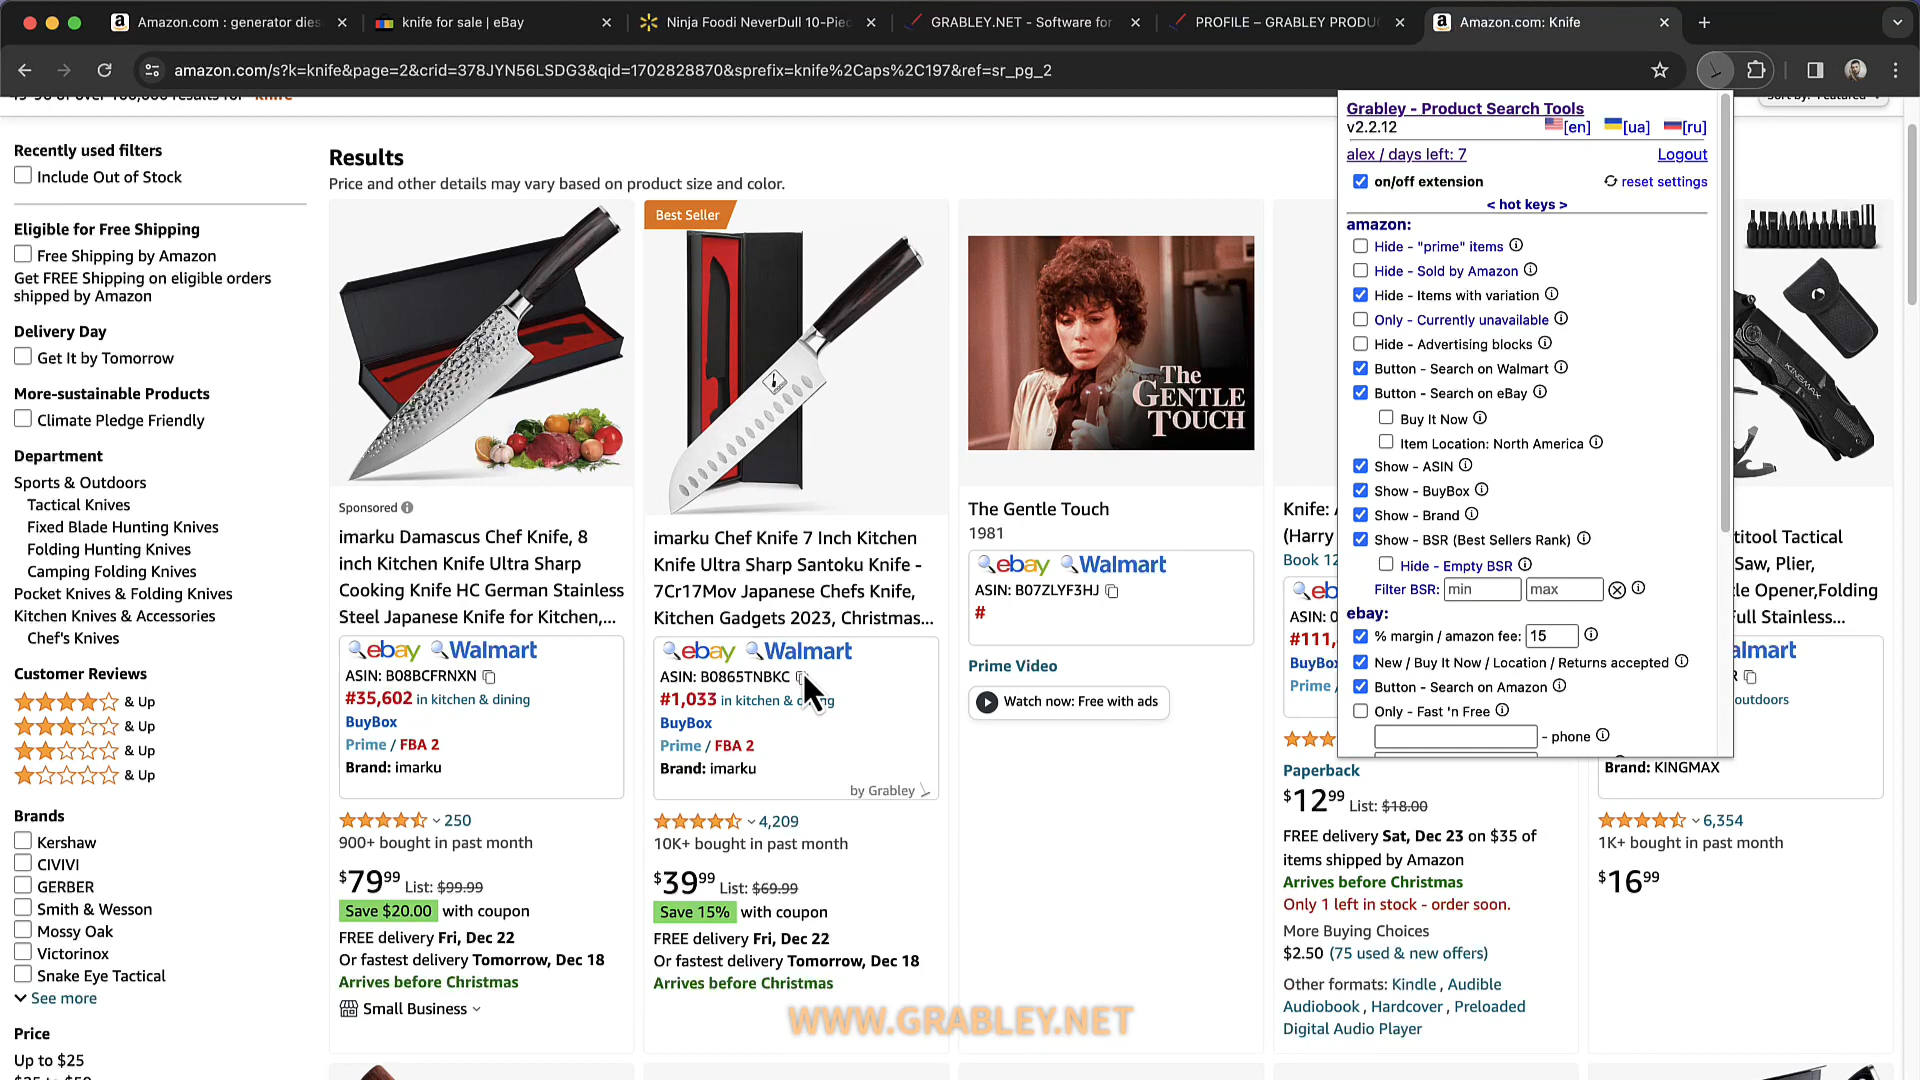 Amazon.com : generator dies
knife for sale | eBay
Ninja Foodi NeverDull 10-Piec
GRABLEY.NET - Software for
PROFILE – GRABLEY PRODU
Amazon.com: Knife
amazon.com/s?k=knife&page=2&crid=378JYN56LSDG3&qid=1702828870&sprefix=knife%2Caps%2C197&ref=sr_pg_2
Recently used filters
Include Out of Stock
Eligible for Free Shipping
Free Shipping by Amazon
Get FREE Shipping on eligible orders
shipped by Amazon
Delivery Day
Get It by Tomorrow
More-sustainable Products
Climate Pledge Friendly
Department
Sports & Outdoors
Tactical Knives
Fixed Blade Hunting Knives
Folding Hunting Knives
Camping Folding Knives
Pocket Knives & Folding Knives
Kitchen Knives & Accessories
Chef's Knives
Customer Reviews
& Up
& Up
& Up
& Up
Brands
Kershaw
CIVIVI
GERBER
Smith & Wesson
Mossy Oak
Victorinox
Snake Eye Tactical
See more
Price
Up to $25
Results
Price and other details may vary based on product size and color.
Sponsored
imarku Damascus Chef Knife, 8
inch Kitchen Knife Ultra Sharp
Cooking Knife HC German Stainless
Steel Japanese Knife for Kitchen,...
ebay Walmart
ASIN: B08BCFRNXN
#35,602 in kitchen & dining
BuyBox
Prime / FBA 2
Brand: imarku
250
900+ bought in past month
$79.99 List: $99.99
Save $20.00 with coupon
FREE delivery Fri, Dec 22
Or fastest delivery Tomorrow, Dec 18
Arrives before Christmas
Small Business
Best Seller
imarku Chef Knife 7 Inch Kitchen
Knife Ultra Sharp Santoku Knife -
7Cr17Mov Japanese Chefs Knife,
Kitchen Gadgets 2023, Christmas...
ebay Walmart
ASIN: B0865TNBKC
#1,033 in kitchen & dining
BuyBox
Prime / FBA 2
Brand: imarku
by Grabley
4,209
10K+ bought in past month
$39.99 List: $69.99
Save 15% with coupon
FREE delivery Fri, Dec 22
Or fastest delivery Tomorrow, Dec 18
Arrives before Christmas
The
GENTLE
TOUCH
The Gentle Touch
1981
ebay Walmart
ASIN: B07ZLYF3HJ
#
Prime Video
Watch now: Free with ads
Knife:
(Harry
Book 12
eb
ASIN: 0
#111,
BuyBox
Prime /
Paperback
$12.99 List: $18.00
FREE delivery Sat, Dec 23 on $35 of
items shipped by Amazon
Arrives before Christmas
Only 1 left in stock - order soon.
More Buying Choices
$2.50 (75 used & new offers)
Other formats: Kindle , Audible
Audiobook , Hardcover , Preloaded
Digital Audio Player
KINGMAX
titool Tactical
Saw, Plier,
le Opener,Folding
ull Stainless...
almart
outdoors
Brand: KINGMAX
6,354
1K+ bought in past month
$16.99
Grabley - Product Search Tools
v2.2.12 [en] [ua] [ru]
alex / days left: 7 Logout
on/off extension reset settings
< hot keys >
amazon:
Hide - "prime" items
Hide - Sold by Amazon
Hide - Items with variation
Only - Currently unavailable
Hide - Advertising blocks
Button - Search on Walmart
Button - Search on eBay
Buy It Now
Item Location: North America
Show - ASIN
Show - BuyBox
Show - Brand
Show - BSR (Best Sellers Rank)
Hide - Empty BSR
Filter BSR: min max
ebay:
% margin / amazon fee: 15
New / Buy It Now / Location / Returns accepted
Button - Search on Amazon
Only - Fast 'n Free
- phone
WWW.GRABLEY.NET